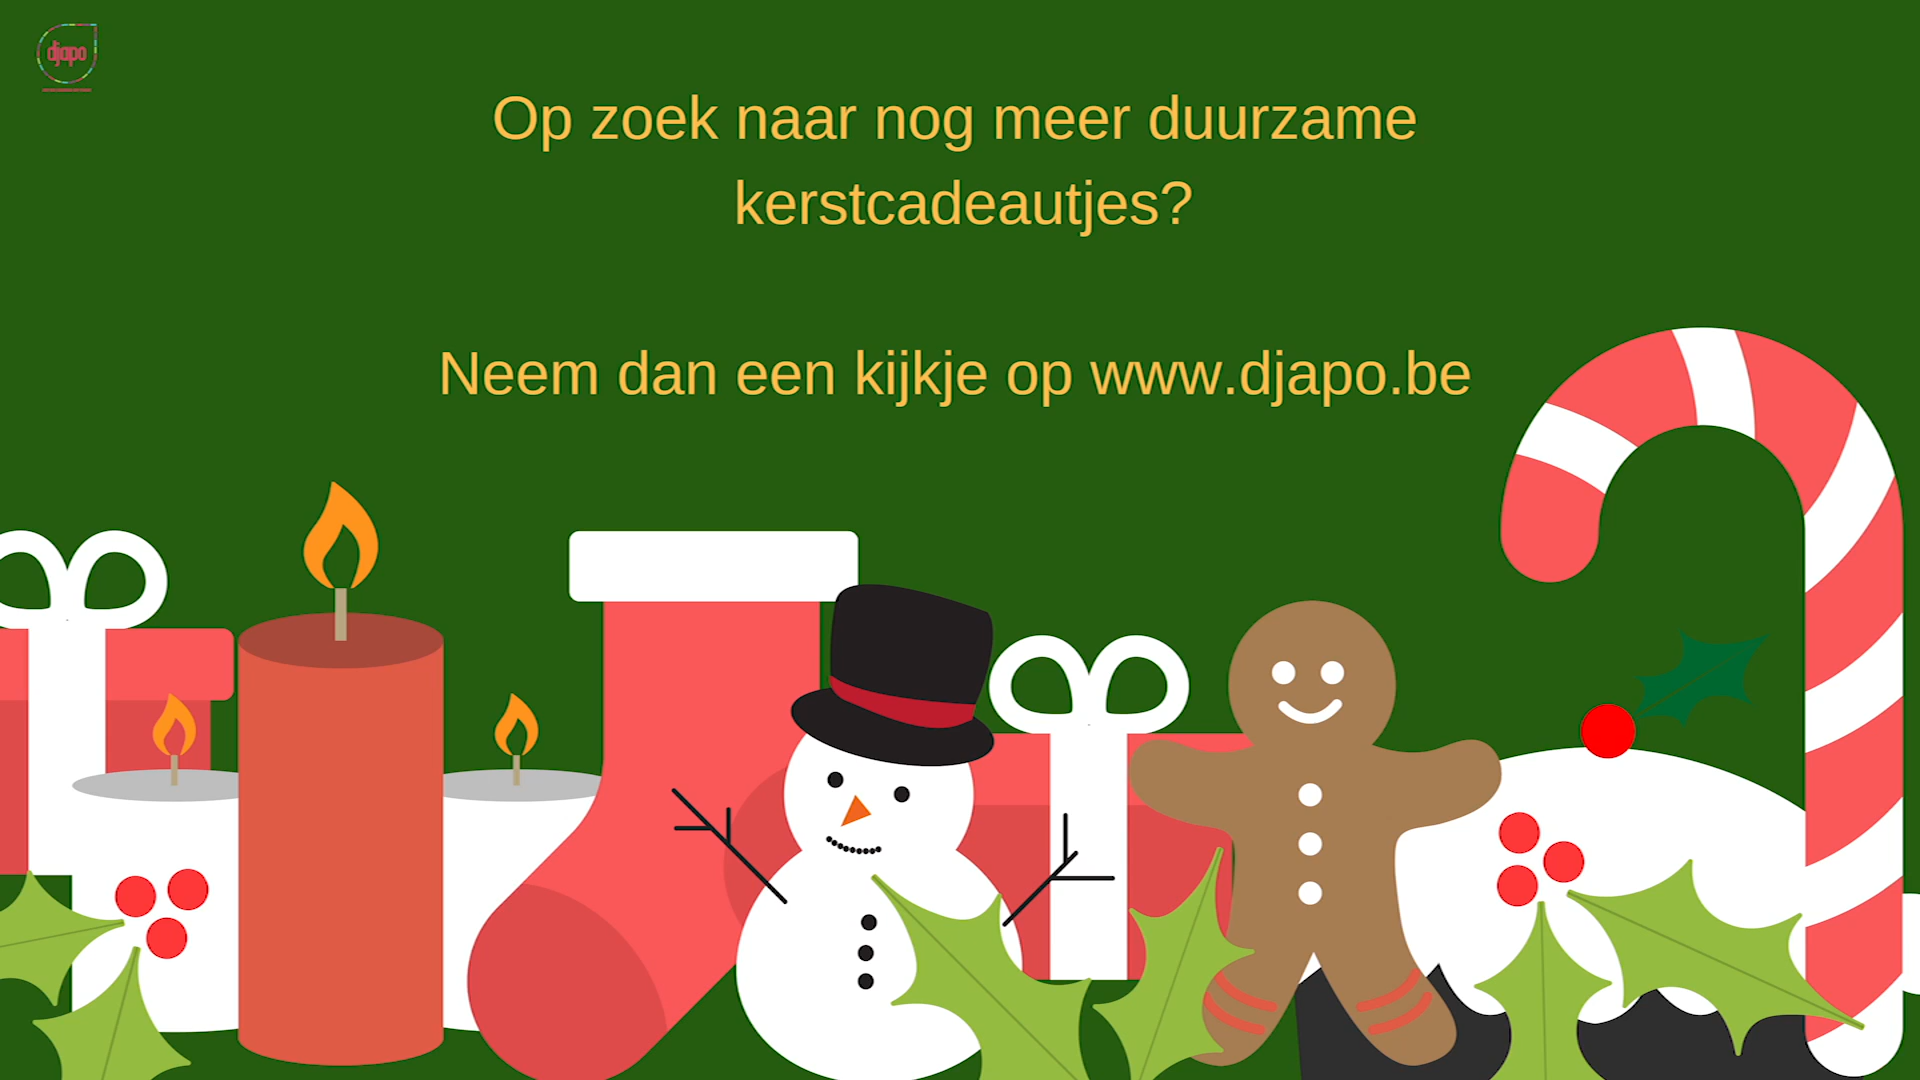 djapo
Op zoek naar nog meer duurzame
kerstcadeautjes?
Neem dan een kijkje op www.djapo.be